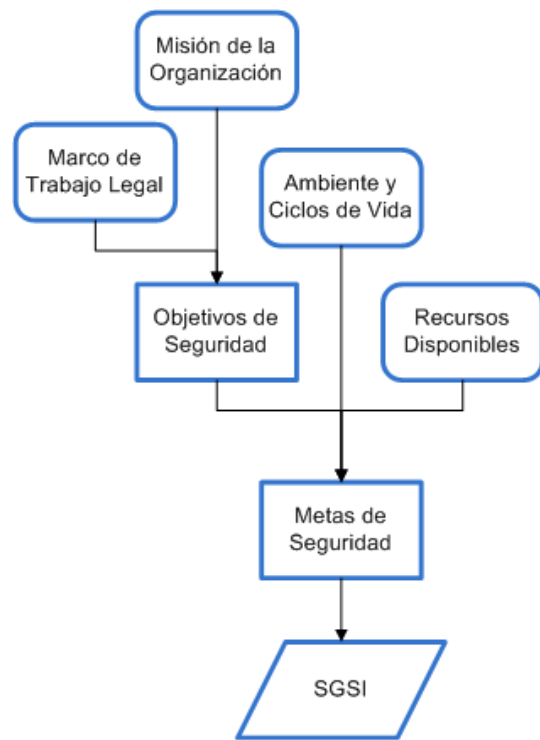 Misión de la
Organización
Marco de
Trabajo Legal
Ambiente y
Ciclos de Vida
Objetivos de
Seguridad
Recursos
Disponibles
Metas de
Seguridad
SGSI